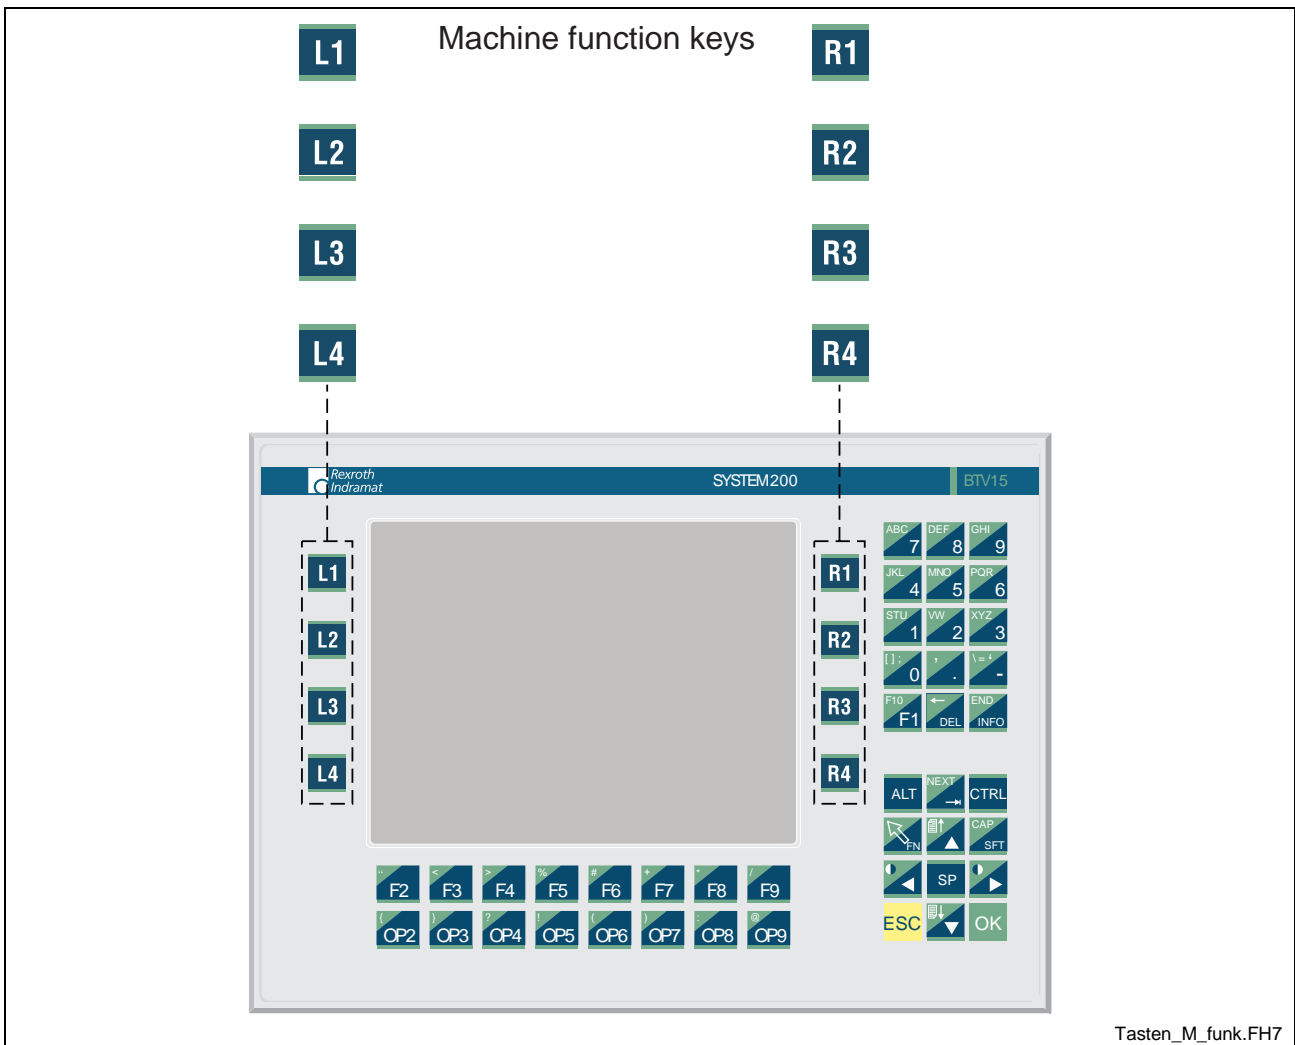 Machine function keys
L1 R1
L2 R2
L3 R3
L4 R4
Rexroth
Indramat
SYSTEM200
BTV15
L1
L2
L3
L4
R1
R2
R3
R4
ABC 7 DEF 8 GHI 9
JKL 4 MNO 5 PQR 6
STU 1 VW 2 XYZ 3
[ ] ; 0 , . \ = ‘ -
F10 F1 ← DEL END INFO
ALT NEXT CTRL
FN CAP SFT
SP
ESC OK
“ F2 < F3 > F4 % F5 # F6 + F7 * F8 / F9
{ OP2 } OP3 ? OP4 ! OP5 ( OP6 ) OP7 : OP8 @ OP9
Tasten_M_funk.FH7